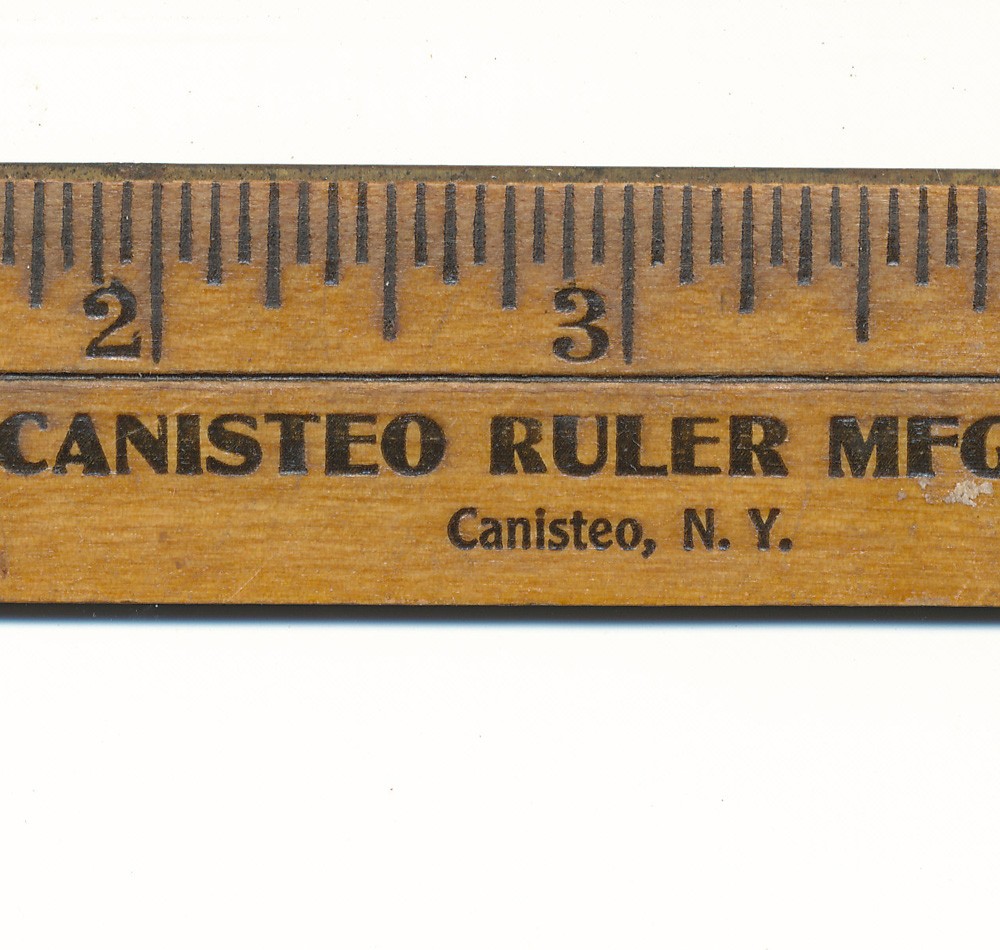 2 3
CANISTEO RULER MFG
Canisteo, N. Y.